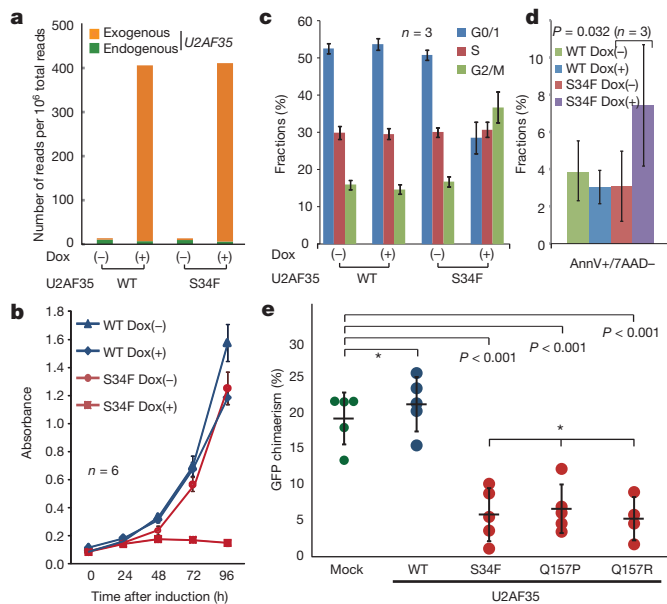 a
Exogenous
Endogenous
U2AF35
Number of reads per 10⁶ total reads
500
400
300
200
100
0
Dox (–) (+) (–) (+)
U2AF35 WT S34F
b
WT Dox(–)
WT Dox(+)
S34F Dox(–)
S34F Dox(+)
n = 6
Absorbance
1.8
1.6
1.4
1.2
1.0
0.8
0.6
0.4
0.2
0
0 24 48 72 96
Time after induction (h)
c
n = 3
G0/1
S
G2/M
Fractions (%)
60
50
40
30
20
10
0
Dox (–) (+) (–) (+)
U2AF35 WT S34F
d
P = 0.032 (n = 3)
WT Dox(–)
WT Dox(+)
S34F Dox(–)
S34F Dox(+)
Fractions (%)
12
10
8
6
4
2
0
AnnV+/7AAD–
e
P < 0.001
P < 0.001
P < 0.001
*
*
GFP chimaerism (%)
30
25
20
15
10
5
0
Mock WT S34F Q157P Q157R
U2AF35